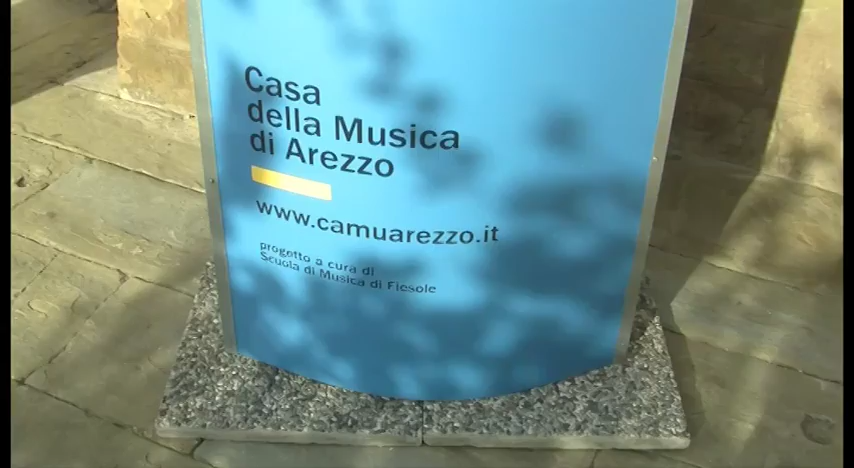 Casa
della Musica
di Arezzo
www.camuarezzo.it
progetto a cura di
Scuola di Musica di Fiesole